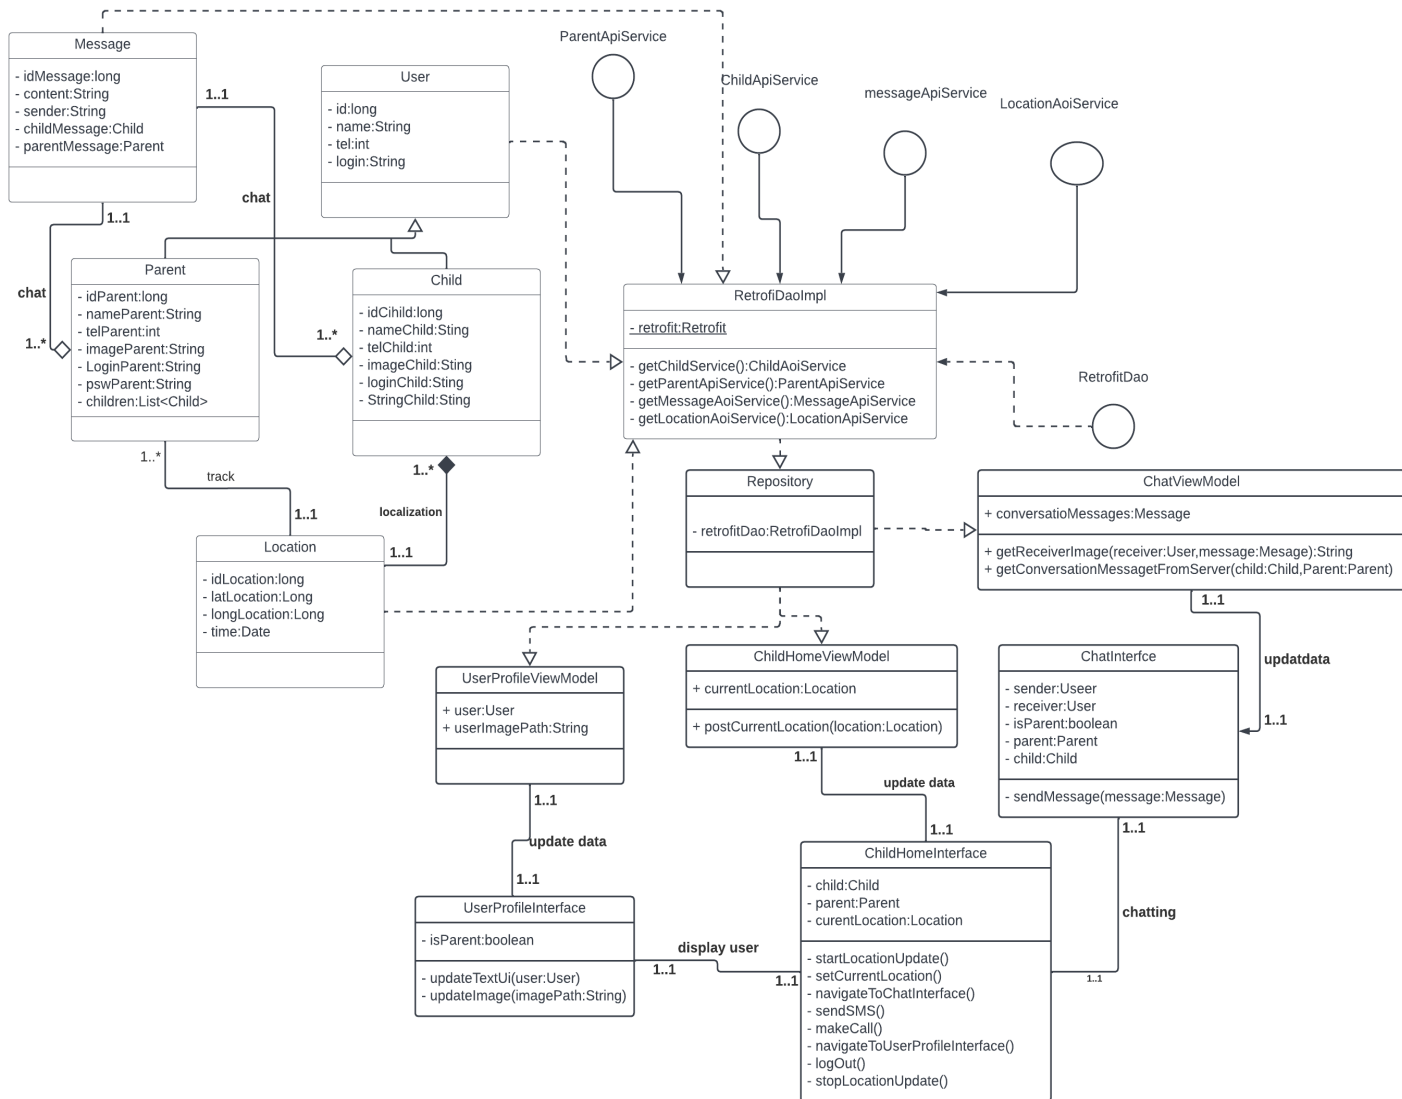 Message
- idMessage:long
- content:String
- sender:String
- childMessage:Child
- parentMessage:Parent
1..1
chat
1..1
chat
1..*
1..*
User
- id:long
- name:String
- tel:int
- login:String
ParentApiService
ChildApiService
messageApiService
LocationAoiService
Parent
- idParent:long
- nameParent:String
- telParent:int
- imageParent:String
- LoginParent:String
- pswParent:String
- children:List<Child>
Child
- idCihild:long
- nameChild:Sting
- telChild:int
- imageChild:Sting
- loginChild:Sting
- StringChild:Sting
RetrofiDaoImpl
- retrofit:Retrofit
- getChildService():ChildAoiService
- getParentApiService():ParentApiService
- getMessageAoiService():MessageApiService
- getLocationAoiService():LocationApiService
RetrofitDao
1..*
track
1..1
1..*
localization
1..1
Location
- idLocation:long
- latLocation:Long
- longLocation:Long
- time:Date
Repository
- retrofitDao:RetrofiDaoImpl
ChatViewModel
+ conversatioMessages:Message
+ getReceiverImage(receiver:User,message:Mesage):String
+ getConversationMessagetFromServer(child:Child,Parent:Parent)
1..1
updatdata
1..1
UserProfileViewModel
+ user:User
+ userImagePath:String
1..1
update data
1..1
ChildHomeViewModel
+ currentLocation:Location
+ postCurrentLocation(location:Location)
1..1
update data
1..1
ChatInterfce
- sender:Useer
- receiver:User
- isParent:boolean
- parent:Parent
- child:Child
- sendMessage(message:Message)
1..1
chatting
1..1
UserProfileInterface
- isParent:boolean
- updateTextUi(user:User)
- updateImage(imagePath:String)
display user
1..1
1..1
ChildHomeInterface
- child:Child
- parent:Parent
- curentLocation:Location
- startLocationUpdate()
- setCurrentLocation()
- navigateToChatInterface()
- sendSMS()
- makeCall()
- navigateToUserProfileInterface()
- logOut()
- stopLocationUpdate()